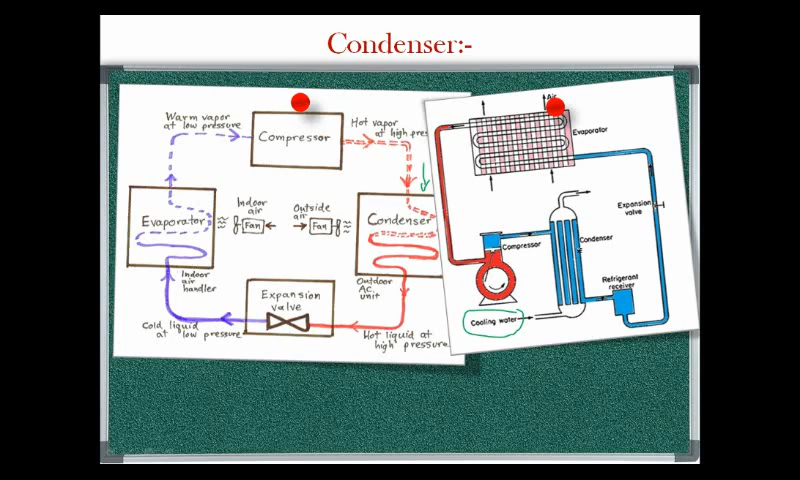 Condenser:-
Warm vapor
at low pressure
Compressor
Hot vapor
at high
Evaporator
Indoor
air
Fan
Outside
air
Fan
Condenser
Indoor
air
handler
Outdoor
A.C.
unit
Expansion
valve
Cold liquid
at low pressure
Hot liquid at
high pressure
Air
Evaporator
Expansion
valve
Compressor
Condenser
Refrigerant
receiver
Cooling water